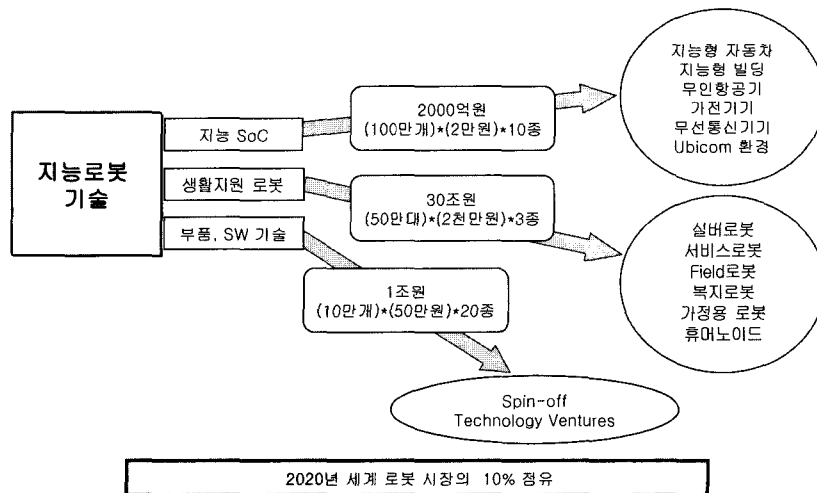 지능로봇
기술
지능 SoC
생활지원 로봇
부품, SW 기술
2000억원
(100만개)*(2만원)*10종
30조원
(50만대)*(2천만원)*3종
1조원
(10만개)*(50만원)*20종
지능형 자동차
지능형 빌딩
무인항공기
가전기기
무선통신기기
Ubicom 환경
실버로봇
서비스로봇
Field로봇
복지로봇
가정용 로봇
휴머노이드
Spin-off
Technology Ventures
2020년 세계 로봇 시장의 10% 점유